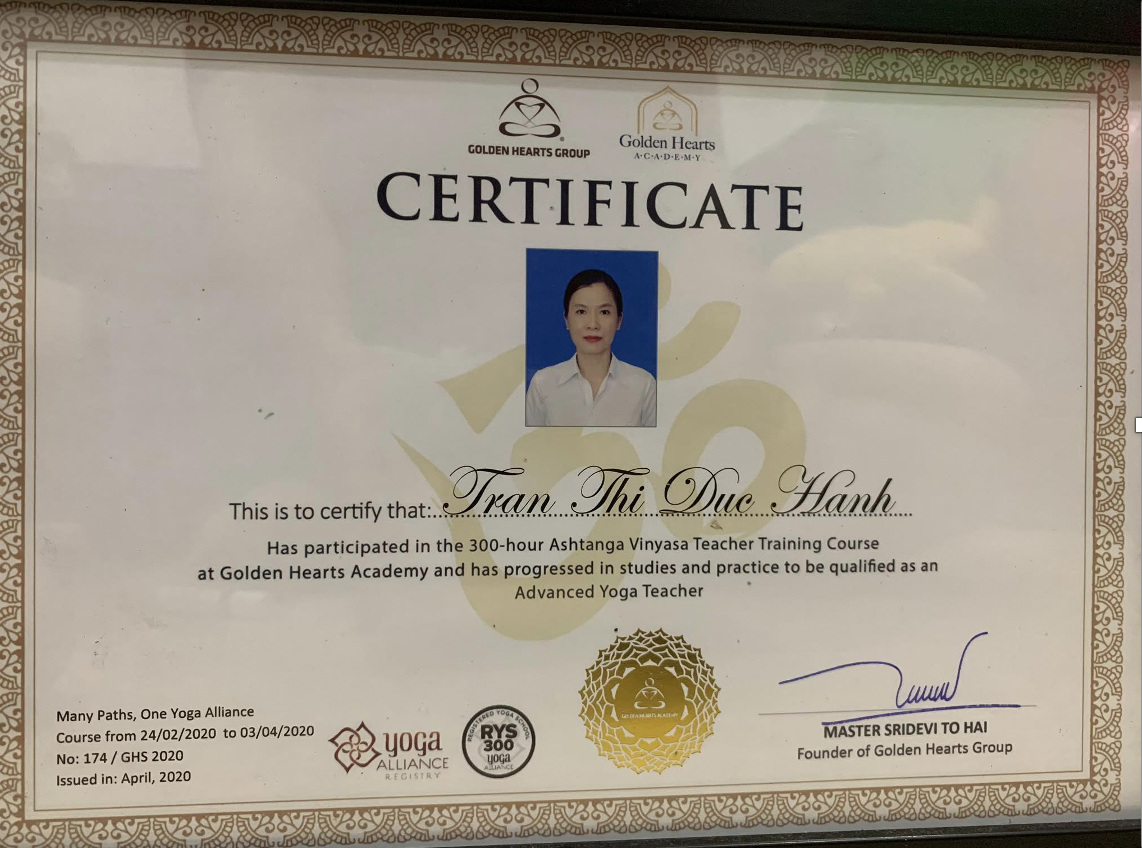 GOLDEN HEARTS GROUP
Golden Hearts
A·C·A·D·E·M·Y
CERTIFICATE
This is to certify that:..Tran Thi Duc Hanh...
Has participated in the 300-hour Ashtanga Vinyasa Teacher Training Course
at Golden Hearts Academy and has progressed in studies and practice to be qualified as an
Advanced Yoga Teacher
Many Paths, One Yoga Alliance
Course from 24/02/2020 to 03/04/2020
No: 174 / GHS 2020
Issued in: April, 2020
yoga
ALLIANCE
REGISTRY
REGISTERED YOGA SCHOOL
RYS
300
yoga
ALLIANCE
GOLDEN HEARTS ACADEMY
MASTER SRIDEVI TO HAI
Founder of Golden Hearts Group